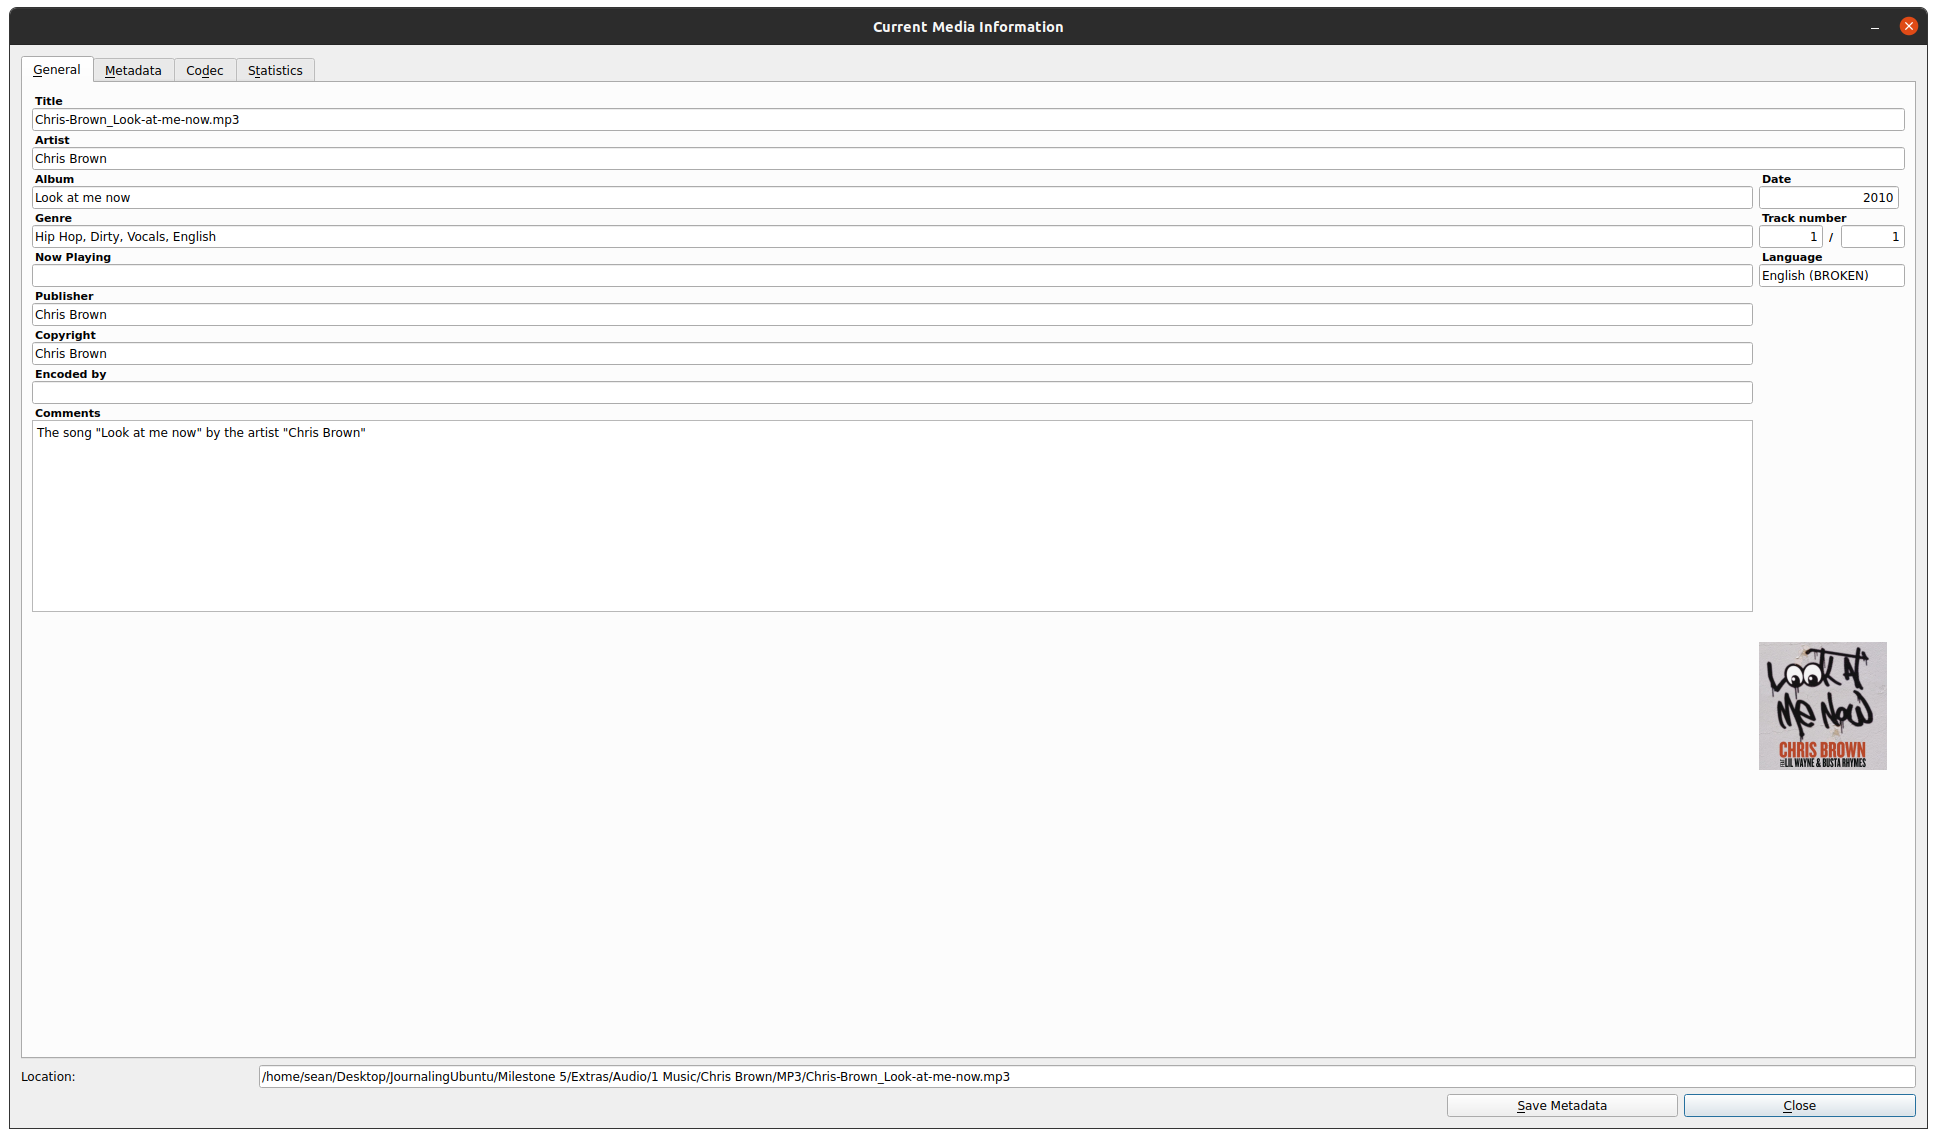 Current Media Information
General Metadata Codec Statistics
Title
Chris-Brown_Look-at-me-now.mp3
Artist
Chris Brown
Album
Date
Look at me now
2010
Genre
Track number
Hip Hop, Dirty, Vocals, English
1 / 1
Now Playing
Language
English (BROKEN)
Publisher
Chris Brown
Copyright
Chris Brown
Encoded by
Comments
The song "Look at me now" by the artist "Chris Brown"
LOOK AT
ME NOW
CHRIS BROWN
LIL WAYNE & BUSTA RHYMES
Location:
/home/sean/Desktop/JournalingUbuntu/Milestone 5/Extras/Audio/1 Music/Chris Brown/MP3/Chris-Brown_Look-at-me-now.mp3
Save Metadata
Close